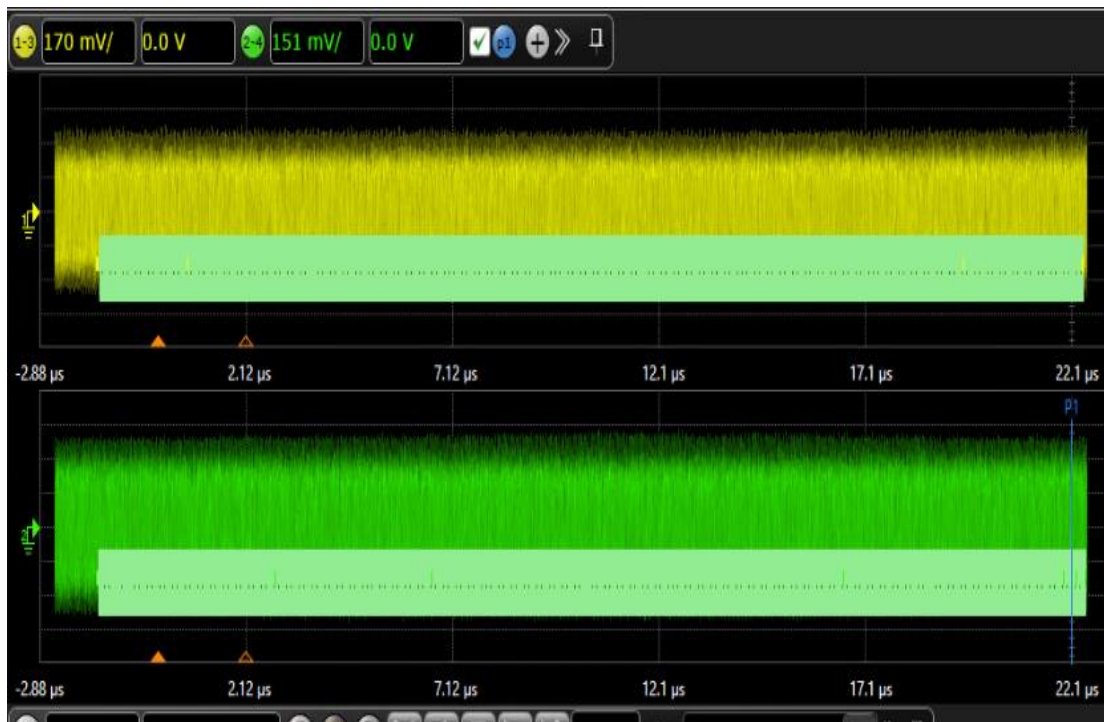 1-3 170 mV/ 0.0 V 2-4 151 mV/ 0.0 V p1
1
-2.88 µs 2.12 µs 7.12 µs 12.1 µs 17.1 µs 22.1 µs
P1
2
-2.88 µs 2.12 µs 7.12 µs 12.1 µs 17.1 µs 22.1 µs